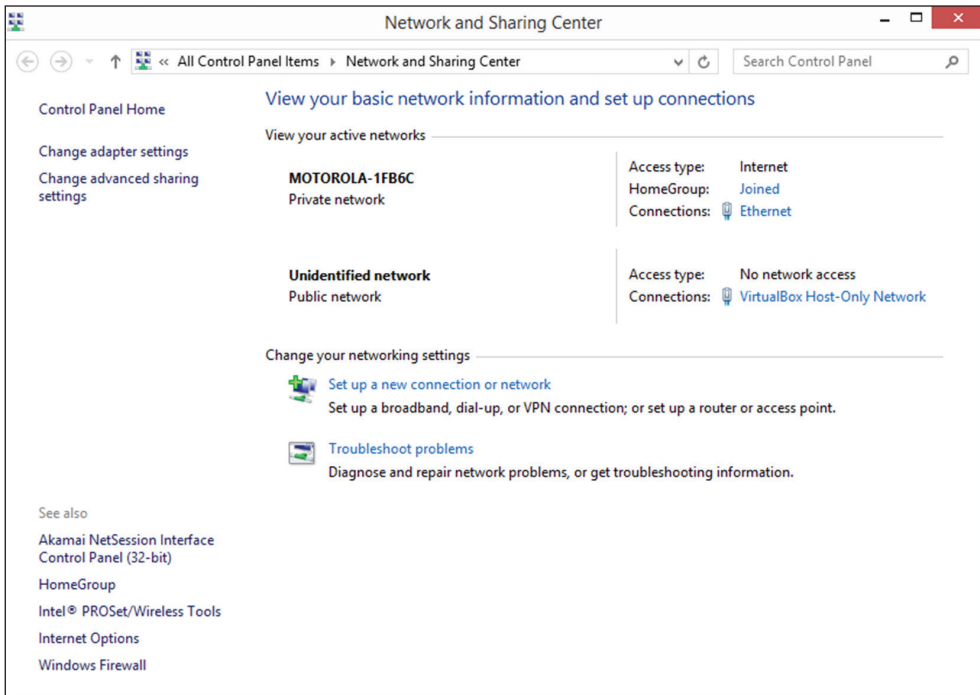 Network and Sharing Center
« All Control Panel Items Network and Sharing Center
Search Control Panel
Control Panel Home
Change adapter settings
Change advanced sharing
settings
View your basic network information and set up connections
View your active networks
MOTOROLA-1FB6C
Private network
Access type: Internet
HomeGroup: Joined
Connections: Ethernet
Unidentified network
Public network
Access type: No network access
Connections: VirtualBox Host-Only Network
Change your networking settings
Set up a new connection or network
Set up a broadband, dial-up, or VPN connection; or set up a router or access point.
Troubleshoot problems
Diagnose and repair network problems, or get troubleshooting information.
See also
Akamai NetSession Interface
Control Panel (32-bit)
HomeGroup
Intel® PROSet/Wireless Tools
Internet Options
Windows Firewall